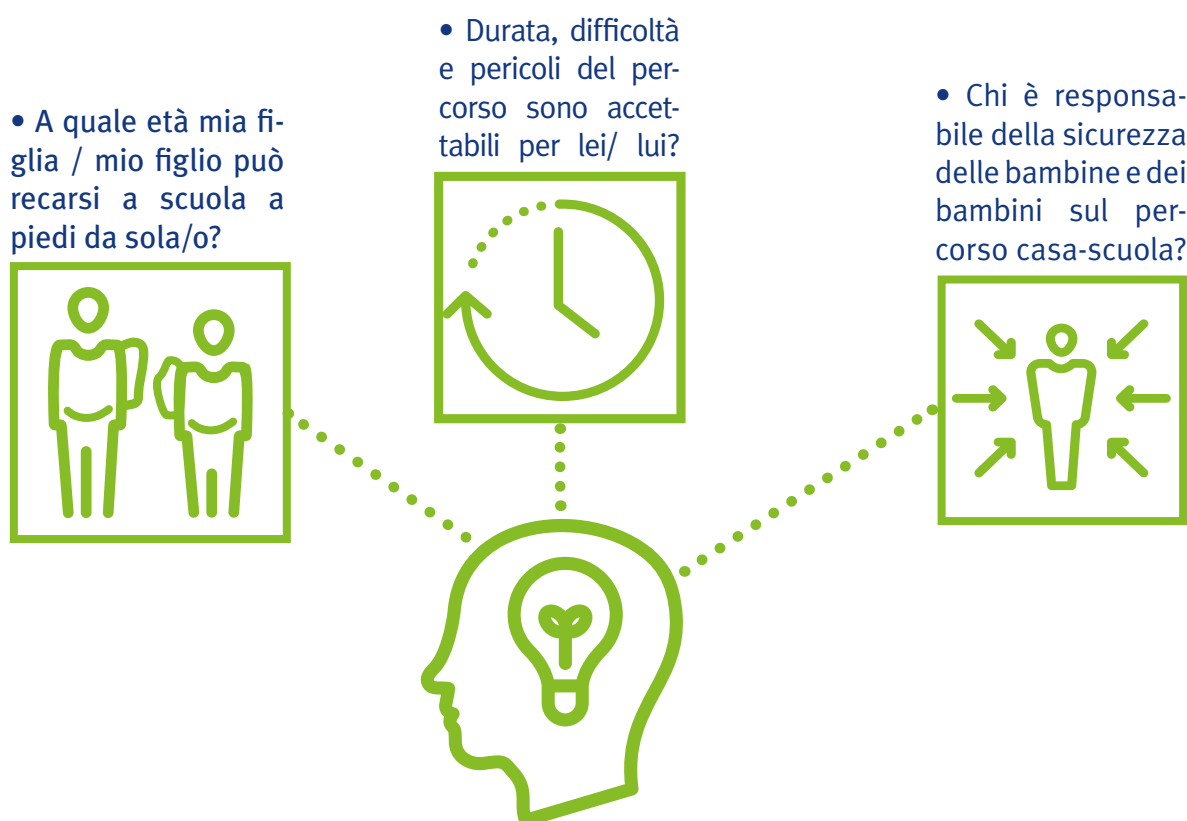 • A quale età mia fi-
glia / mio figlio può
recarsi a scuola a
piedi da sola/o?
• Durata, difficoltà
e pericoli del per-
corso sono accet-
tabili per lei/ lui?
• Chi è responsa-
bile della sicurezza
delle bambine e dei
bambini sul per-
corso casa-scuola?